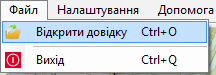 Файл Налаштування Допомога
Відкрити довідку Ctrl+O
Вихід Ctrl+Q